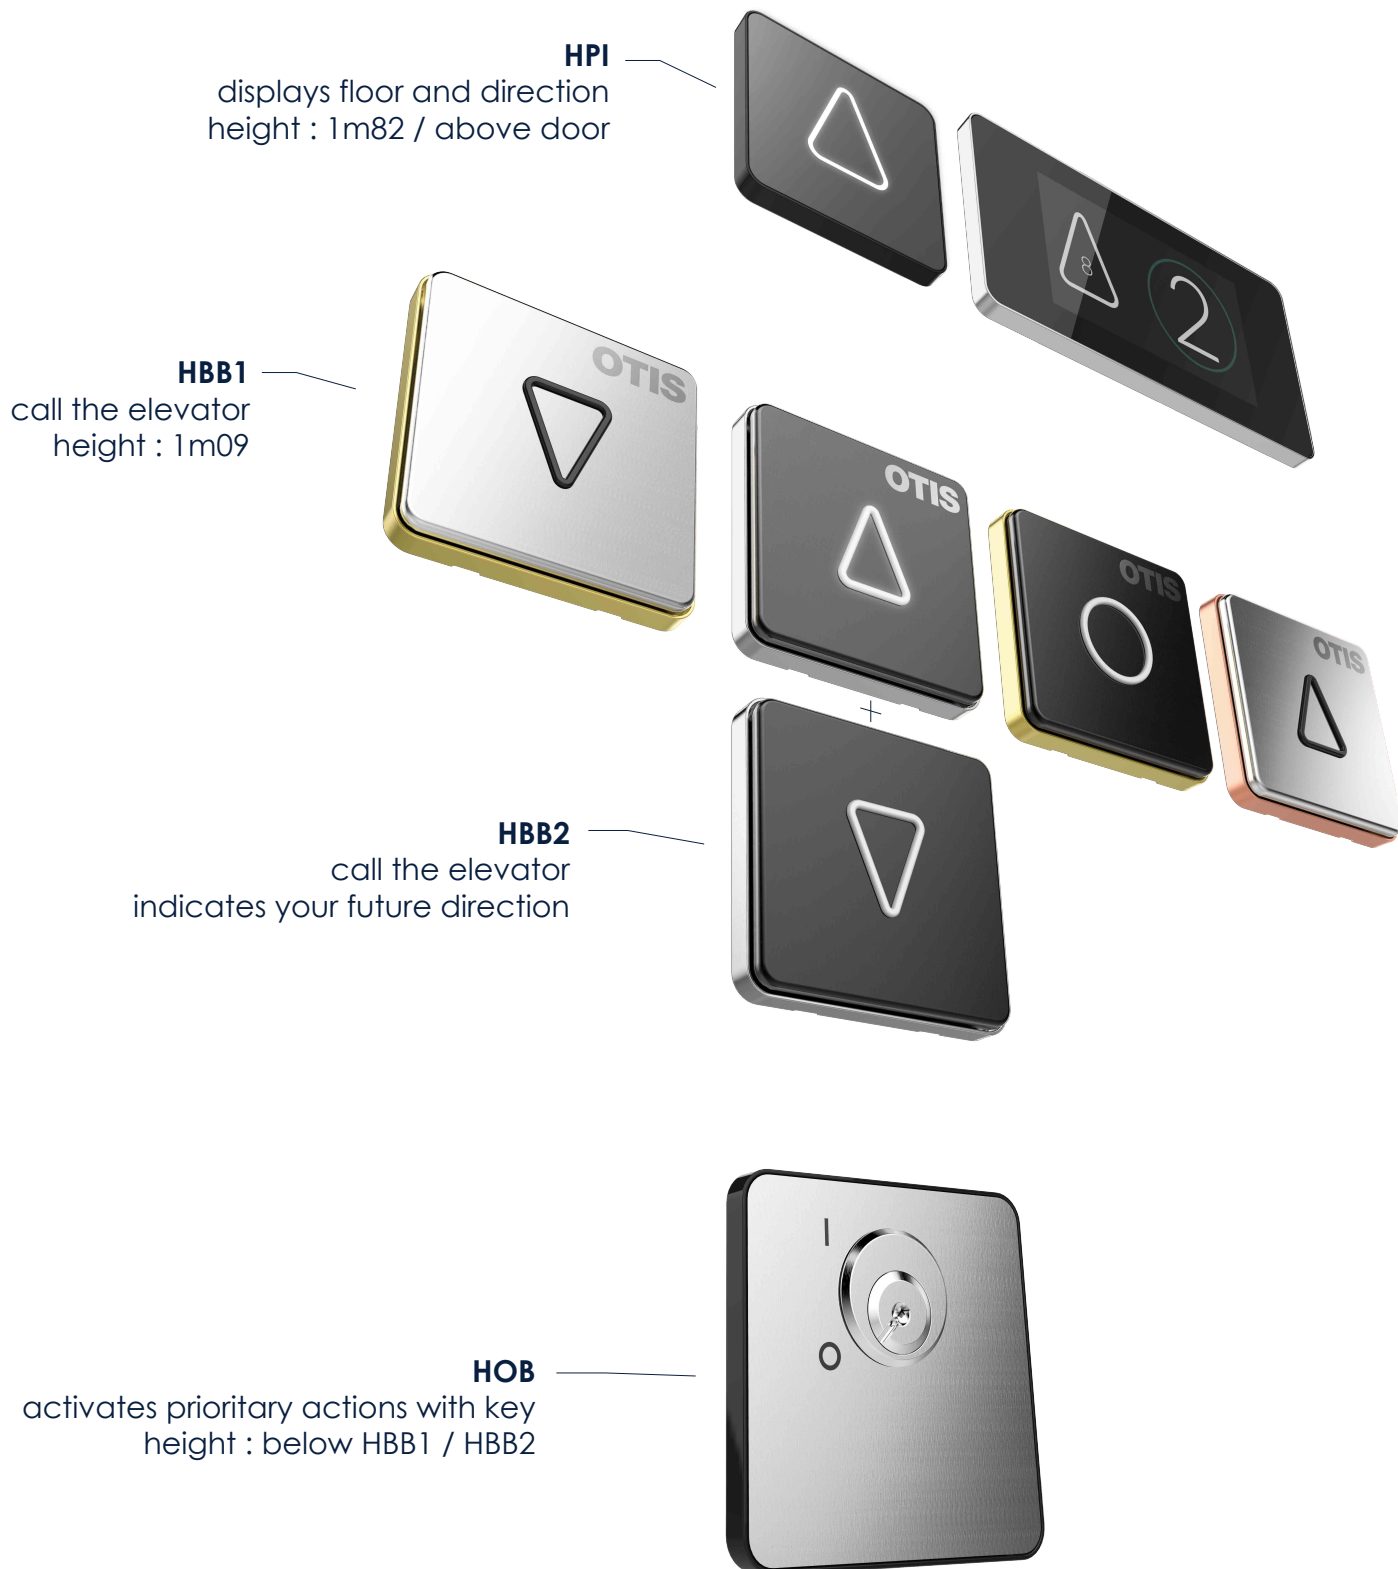 HPI
displays floor and direction
height : 1m82 / above door
8
2
HBB1
call the elevator
height : 1m09
OTIS
OTIS
OTIS
OTIS
+
HBB2
call the elevator
indicates your future direction
I
O
HOB
activates prioritary actions with key
height : below HBB1 / HBB2